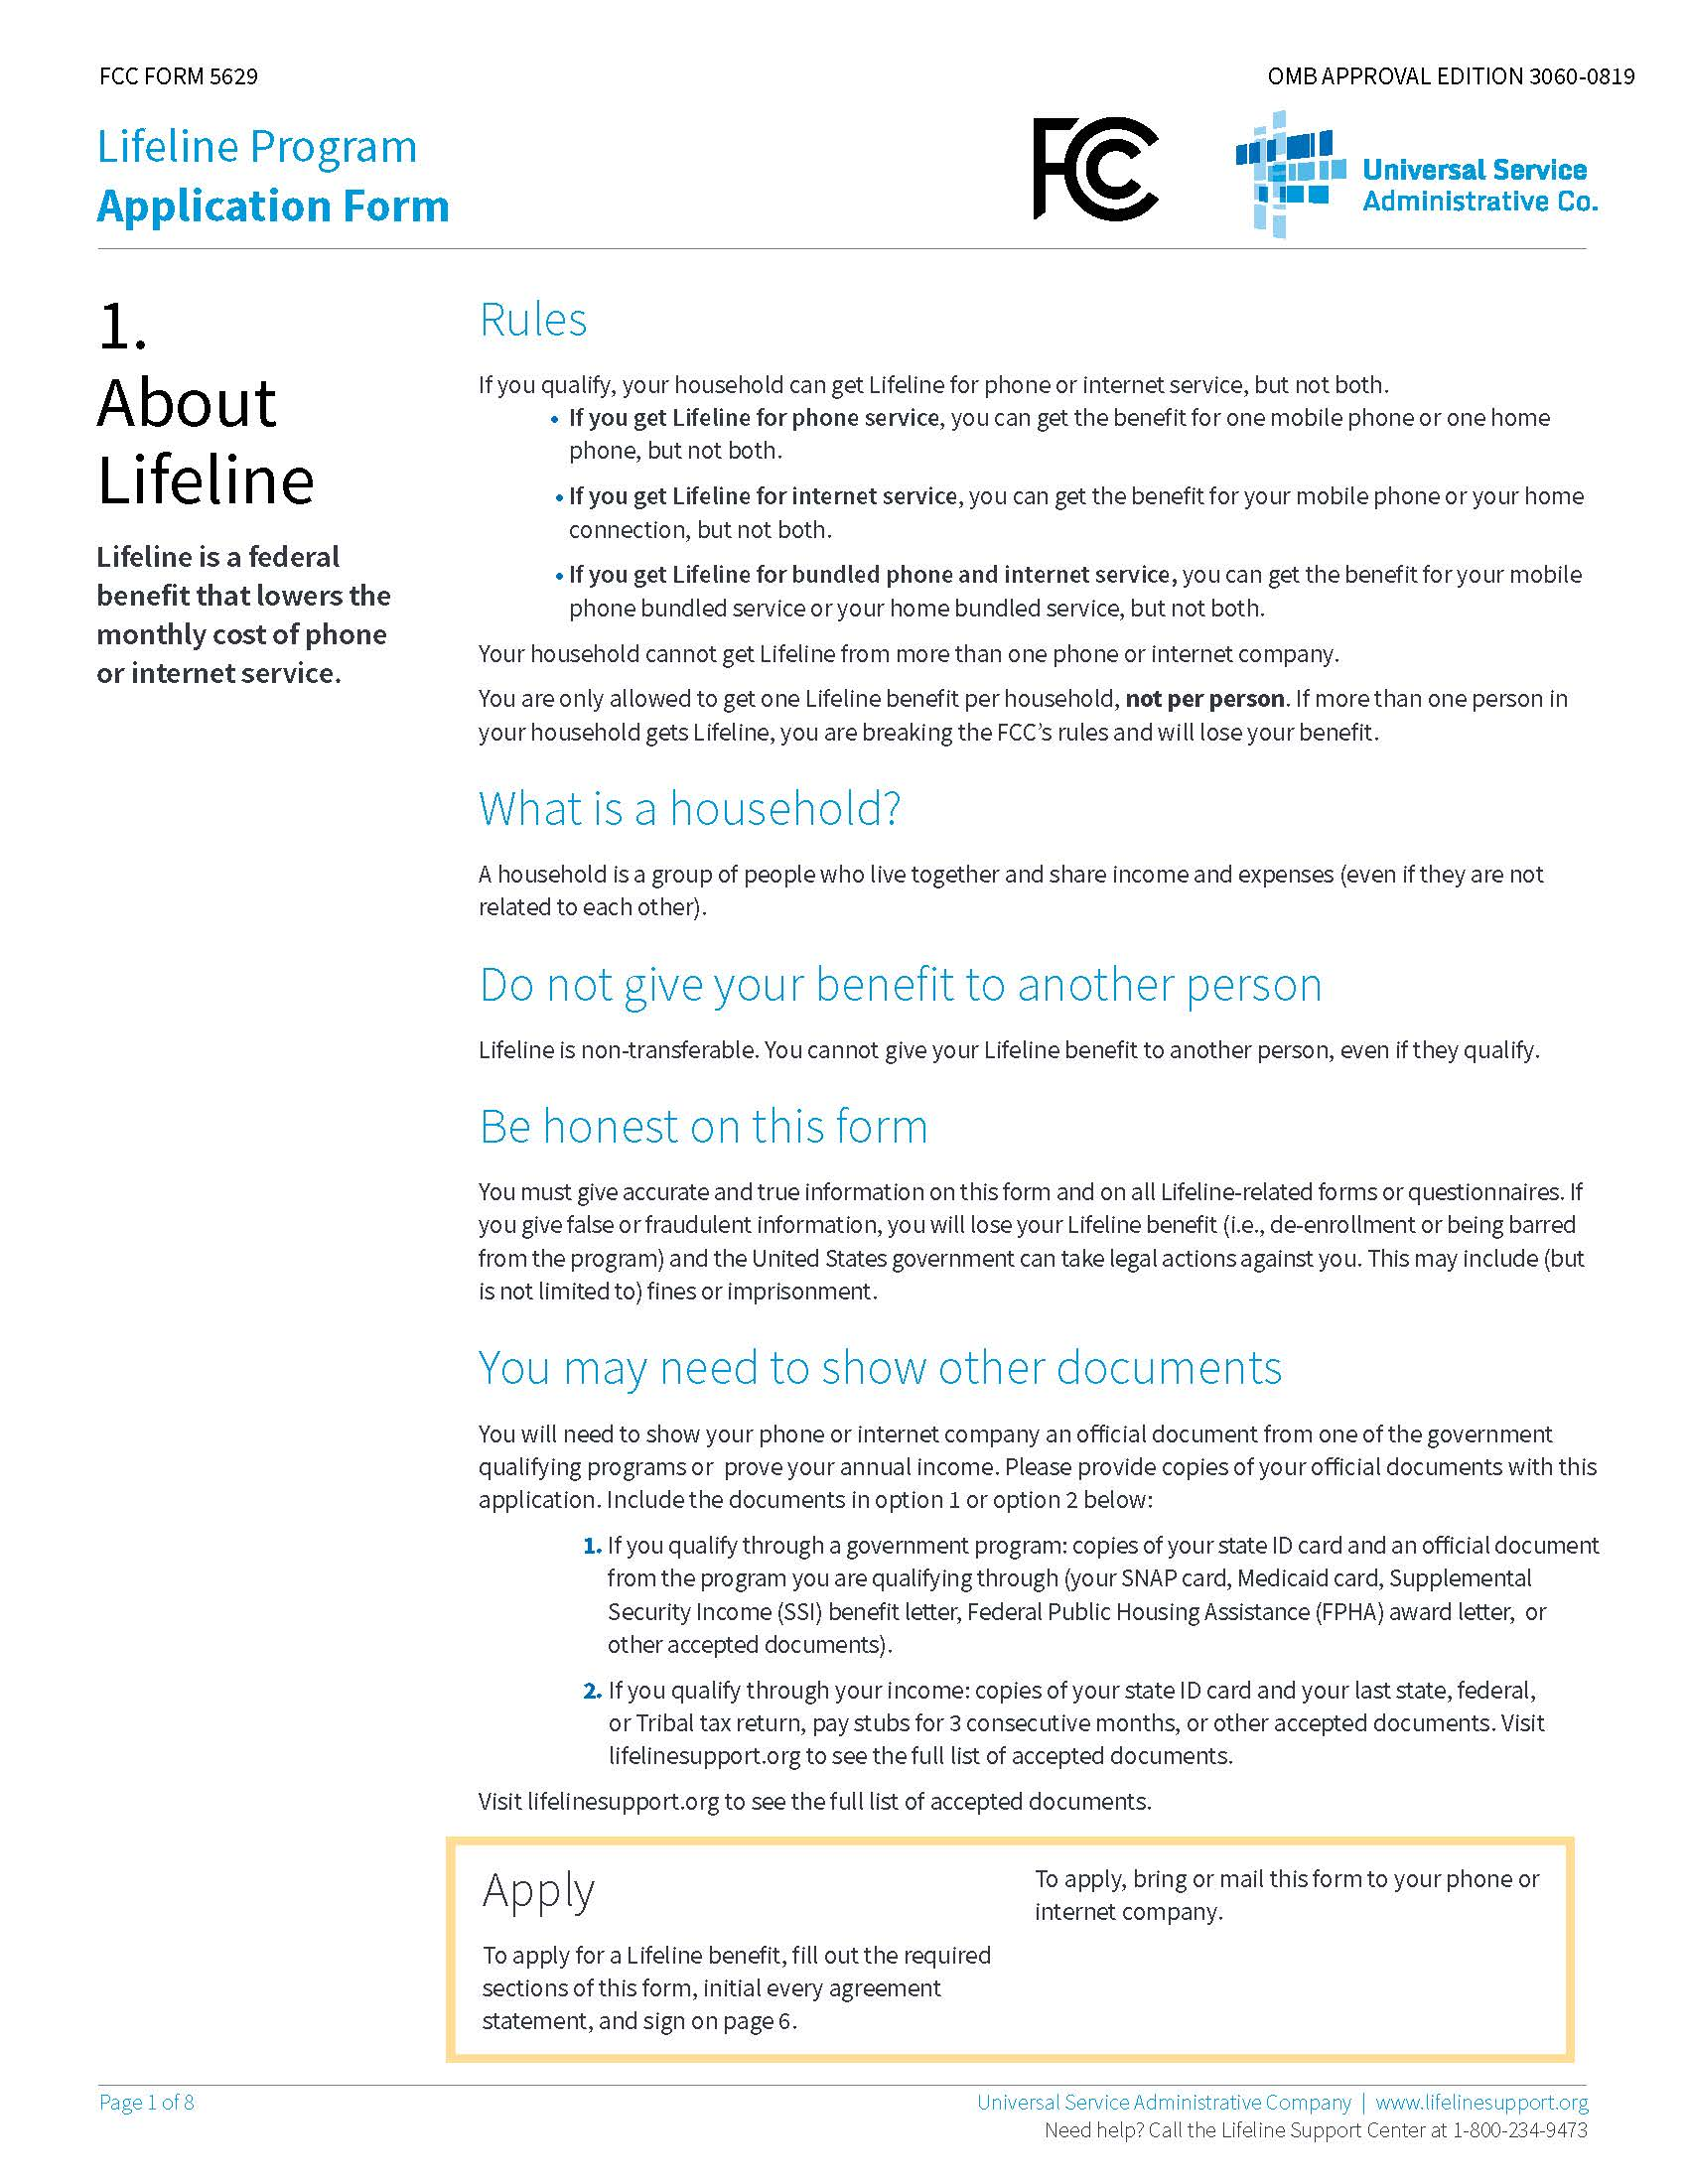 FCC FORM 5629
OMB APPROVAL EDITION 3060-0819
Lifeline Program
Application Form
FCC
Universal Service
Administrative Co.
1.
About
Lifeline
Lifeline is a federal
benefit that lowers the
monthly cost of phone
or internet service.
Rules
If you qualify, your household can get Lifeline for phone or internet service, but not both.
• If you get Lifeline for phone service, you can get the benefit for one mobile phone or one home
phone, but not both.
• If you get Lifeline for internet service, you can get the benefit for your mobile phone or your home
connection, but not both.
• If you get Lifeline for bundled phone and internet service, you can get the benefit for your mobile
phone bundled service or your home bundled service, but not both.
Your household cannot get Lifeline from more than one phone or internet company.
You are only allowed to get one Lifeline benefit per household, not per person. If more than one person in
your household gets Lifeline, you are breaking the FCC’s rules and will lose your benefit.
What is a household?
A household is a group of people who live together and share income and expenses (even if they are not
related to each other).
Do not give your benefit to another person
Lifeline is non-transferable. You cannot give your Lifeline benefit to another person, even if they qualify.
Be honest on this form
You must give accurate and true information on this form and on all Lifeline-related forms or questionnaires. If
you give false or fraudulent information, you will lose your Lifeline benefit (i.e., de-enrollment or being barred
from the program) and the United States government can take legal actions against you. This may include (but
is not limited to) fines or imprisonment.
You may need to show other documents
You will need to show your phone or internet company an official document from one of the government
qualifying programs or prove your annual income. Please provide copies of your official documents with this
application. Include the documents in option 1 or option 2 below:
1. If you qualify through a government program: copies of your state ID card and an official document
from the program you are qualifying through (your SNAP card, Medicaid card, Supplemental
Security Income (SSI) benefit letter, Federal Public Housing Assistance (FPHA) award letter, or
other accepted documents).
2. If you qualify through your income: copies of your state ID card and your last state, federal,
or Tribal tax return, pay stubs for 3 consecutive months, or other accepted documents. Visit
lifelinesupport.org to see the full list of accepted documents.
Visit lifelinesupport.org to see the full list of accepted documents.
Apply
To apply for a Lifeline benefit, fill out the required
sections of this form, initial every agreement
statement, and sign on page 6.
To apply, bring or mail this form to your phone or
internet company.
Page 1 of 8
Universal Service Administrative Company | www.lifelinesupport.org
Need help? Call the Lifeline Support Center at 1-800-234-9473